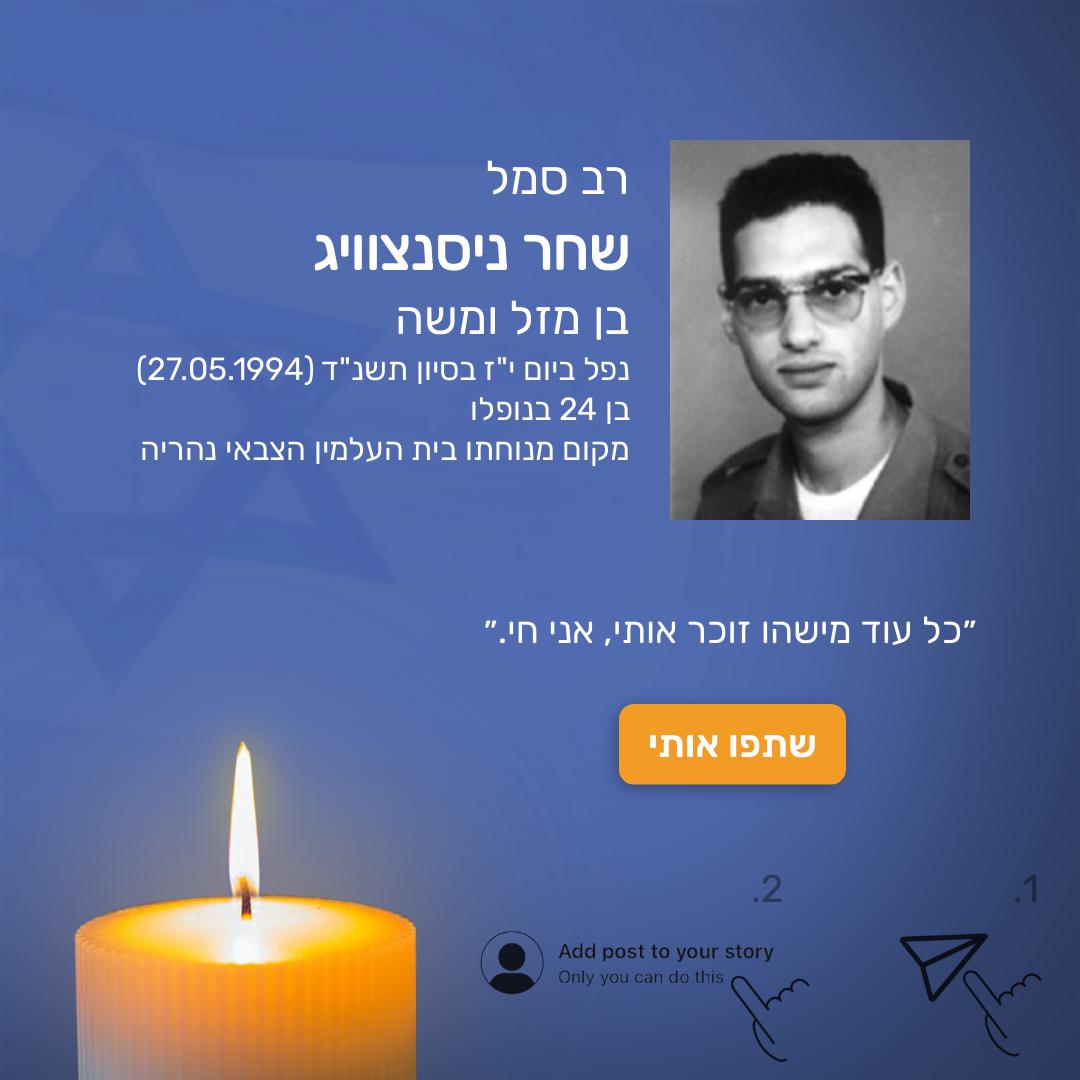 רב סמל
שחר ניסנצוויג
בן מזל ומשה
נפל ביום י"ז בסיון תשנ"ד (27.05.1994)
בן 24 בנופלו
מקום מנוחתו בית העלמין הצבאי נהריה
״כל עוד מישהו זוכר אותי, אני חי.״
שתפו אותי
1.
2.
Add post to your story
Only you can do this